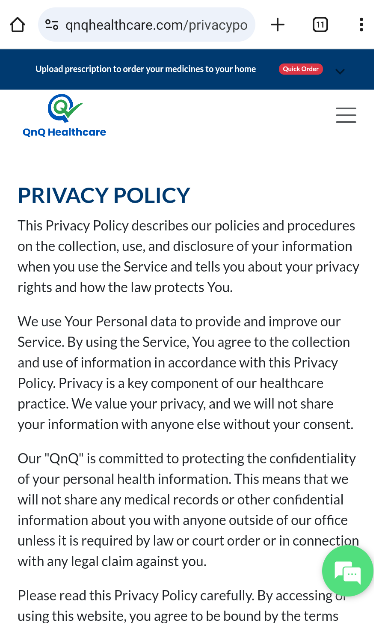 qnqhealthcare.com/privacypo
11
Upload prescription to order your medicines to your home
Quick Order
QnQ Healthcare
PRIVACY POLICY
This Privacy Policy describes our policies and procedures
on the collection, use, and disclosure of your information
when you use the Service and tells you about your privacy
rights and how the law protects You.
We use Your Personal data to provide and improve our
Service. By using the Service, You agree to the collection
and use of information in accordance with this Privacy
Policy. Privacy is a key component of our healthcare
practice. We value your privacy, and we will not share
your information with anyone else without your consent.
Our "QnQ" is committed to protecting the confidentiality
of your personal health information. This means that we
will not share any medical records or other confidential
information about you with anyone outside of our office
unless it is required by law or court order or in connection
with any legal claim against you.
Please read this Privacy Policy carefully. By accessing or
using this website, you agree to be bound by the terms